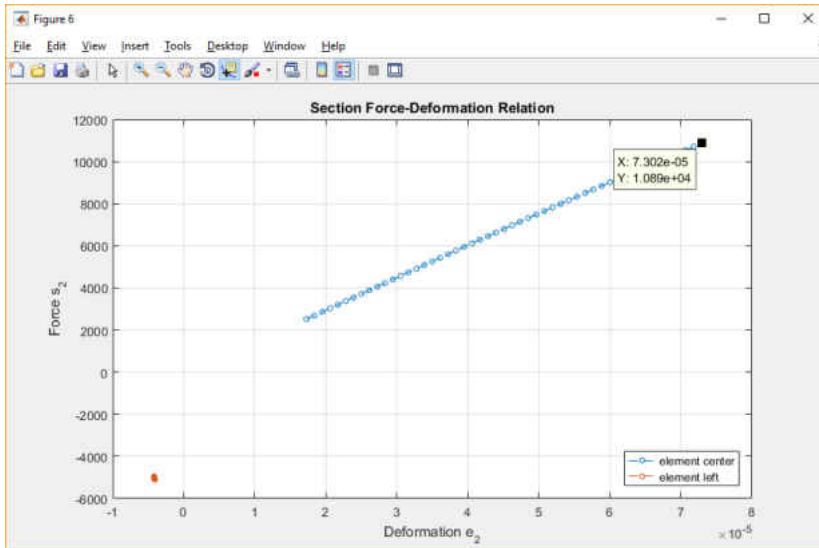 Figure 6
File Edit View Insert Tools Desktop Window Help
Section Force-Deformation Relation
12000
10000
8000
6000
4000
2000
0
-2000
-4000
-6000
Force s2
X: 7.302e-05
Y: 1.089e+04
element center
element left
-1 0 1 2 3 4 5 6 7 8
× 10-5
Deformation e2